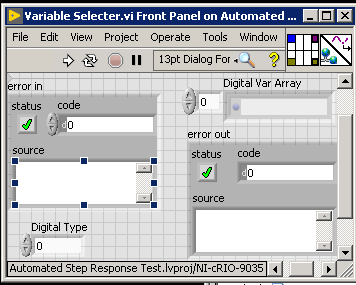 Variable Selecter.vi Front Panel on Automated ...
File Edit View Project Operate Tools Window
13pt Dialog For
error in
status code
0
source
Digital Type
0
Digital Var Array
0
error out
status code
0
source
Automated Step Response Test.lvproj/NI-cRIO-9035